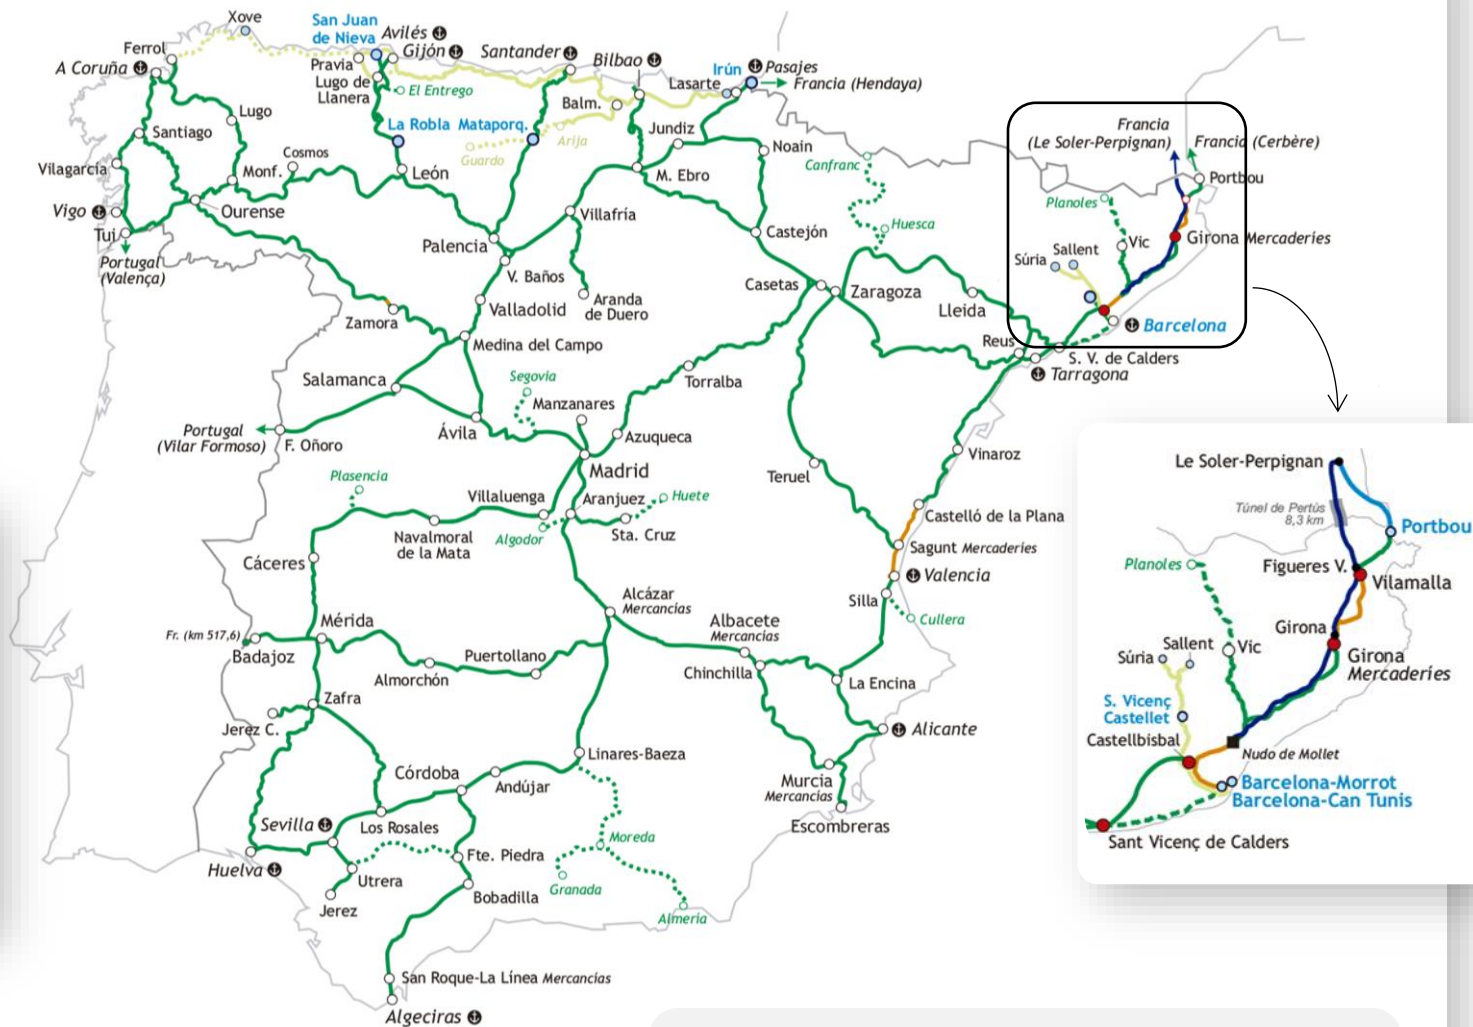 Xove
San Juan
de Nieva
Avilés
Gijón
Santander
Bilbao
Ferrol
A Coruña
Pravia
Lugo de
Llanera
El Entrego
Irún
Pasajes
Francia (Hendaya)
Lasarte
Balm.
Lugo
Santiago
La Robla
Mataporq.
Guardo
Arija
Jundiz
Noain
Canfranc
Cosmos
Vilagarcía
Monf.
León
M. Ebro
Vigo
Ourense
Tui
Portugal
(Valença)
Palencia
Villafría
Castejón
Huesca
V. Baños
Valladolid
Aranda
de Duero
Casetas
Zaragoza
Lleida
Zamora
Medina del Campo
Reus
S. V. de Calders
Tarragona
Francia
(Le Soler-Perpignan)
Francia (Cerbère)
Portbou
Planoles
Súria
Sallent
Vic
Girona Mercaderíes
Barcelona
Salamanca
Segovia
Manzanares
Torralba
Portugal
(Vilar Formoso)
F. Oñoro
Ávila
Azuqueca
Madrid
Vinaroz
Teruel
Plasencia
Villaluenga
Aranjuez
Huete
Navalmoral
de la Mata
Algodor
Sta. Cruz
Castelló de la Plana
Sagunt Mercaderies
Valencia
Cáceres
Silla
Cullera
Alcázar
Mercancías
Albacete
Mercancías
Fr. (km 517,6)
Mérida
Badajoz
Almorchón
Puertollano
Chinchilla
La Encina
Zafra
Jerez C.
Alicante
Linares-Baeza
Córdoba
Andújar
Murcia
Mercancías
Escombreras
Sevilla
Los Rosales
Moreda
Huelva
Fte. Piedra
Utrera
Granada
Bobadilla
Jerez
Almería
San Roque-La Línea Mercancías
Algeciras
Le Soler-Perpignan
Túnel de Pertús
8,3 km
Portbou
Planoles
Figueres V.
Vilamalla
Girona
Sallent
Súria
Vic
Girona
Mercaderíes
S. Vicenç
Castellet
Castellbisbal
Nudo de Mollet
Barcelona-Morrot
Barcelona-Can Tunis
Sant Vicenç de Calders